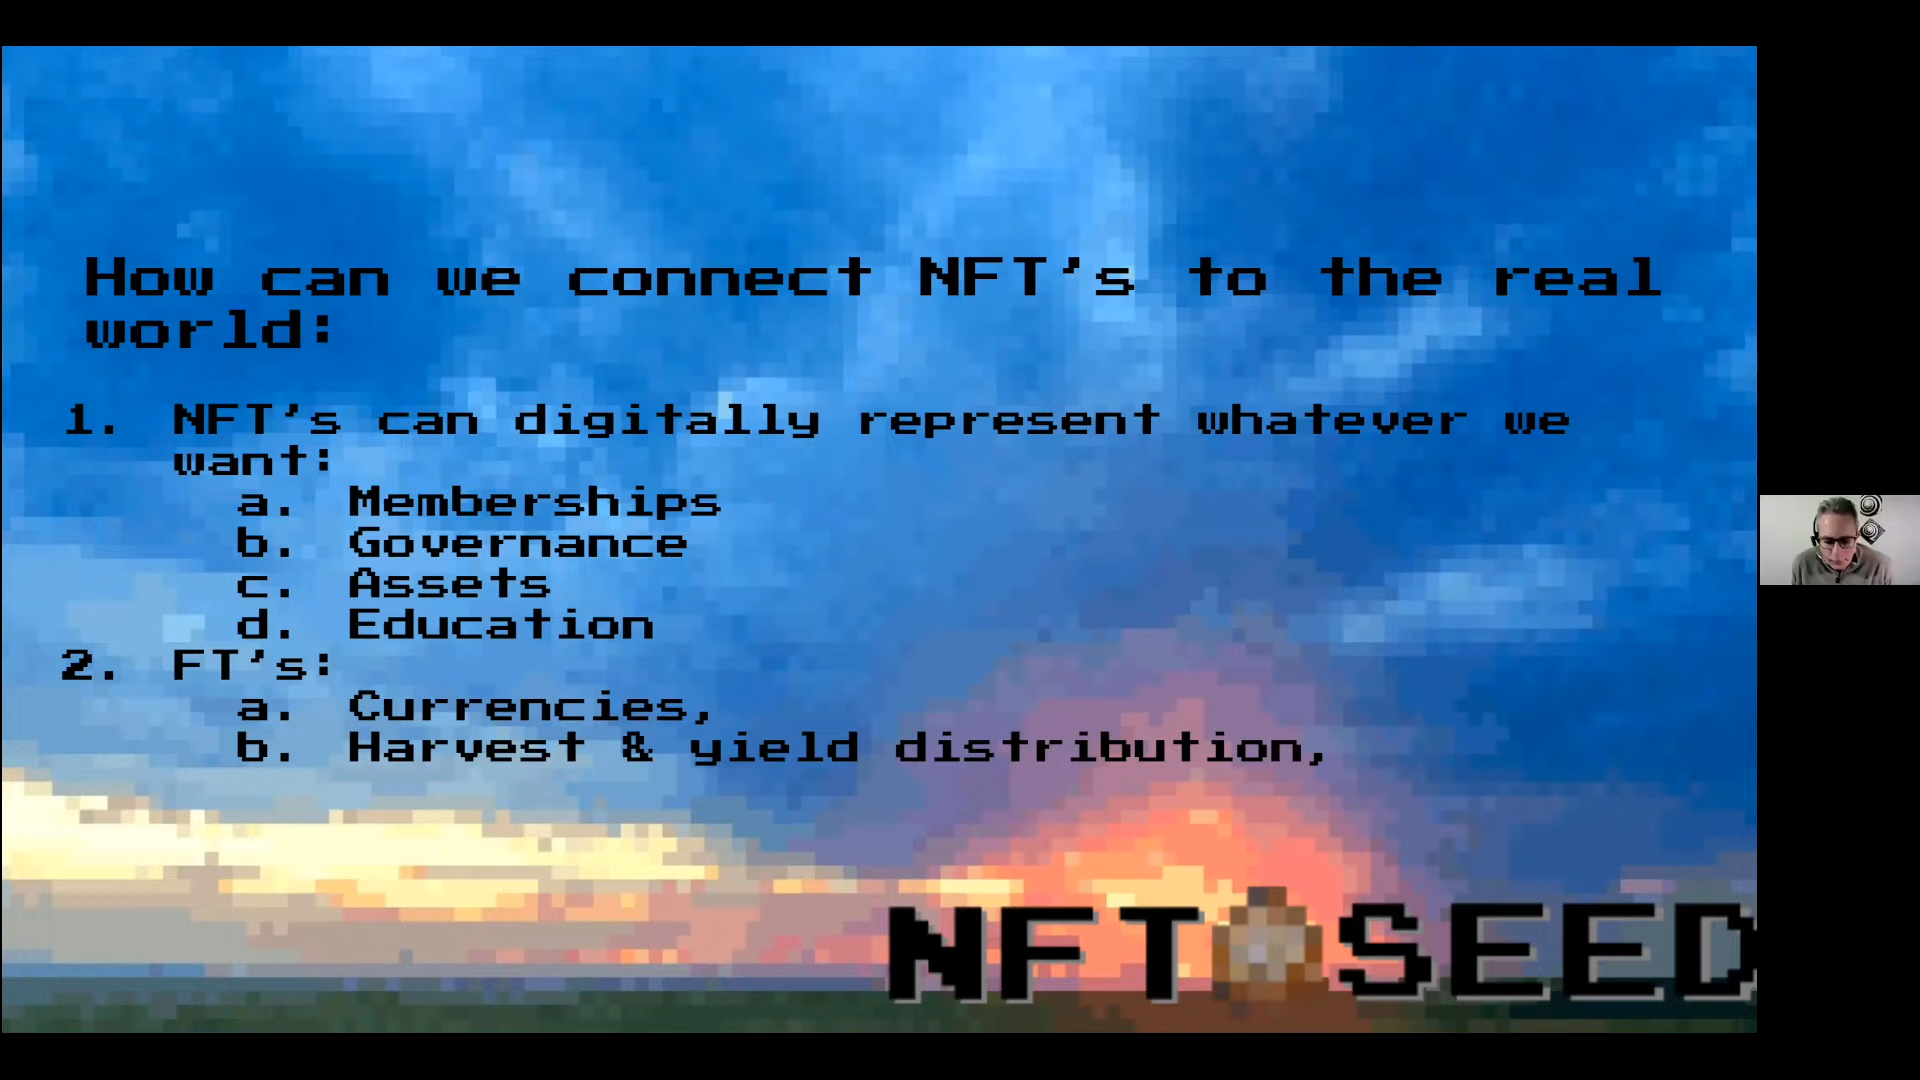 How can we connect NFT's to the real
world:
1. NFT's can digitally represent whatever we
want:
a. Memberships
b. Governance
c. Assets
d. Education
2. FT's:
a. Currencies,
b. Harvest & yield distribution,
NFT SEED